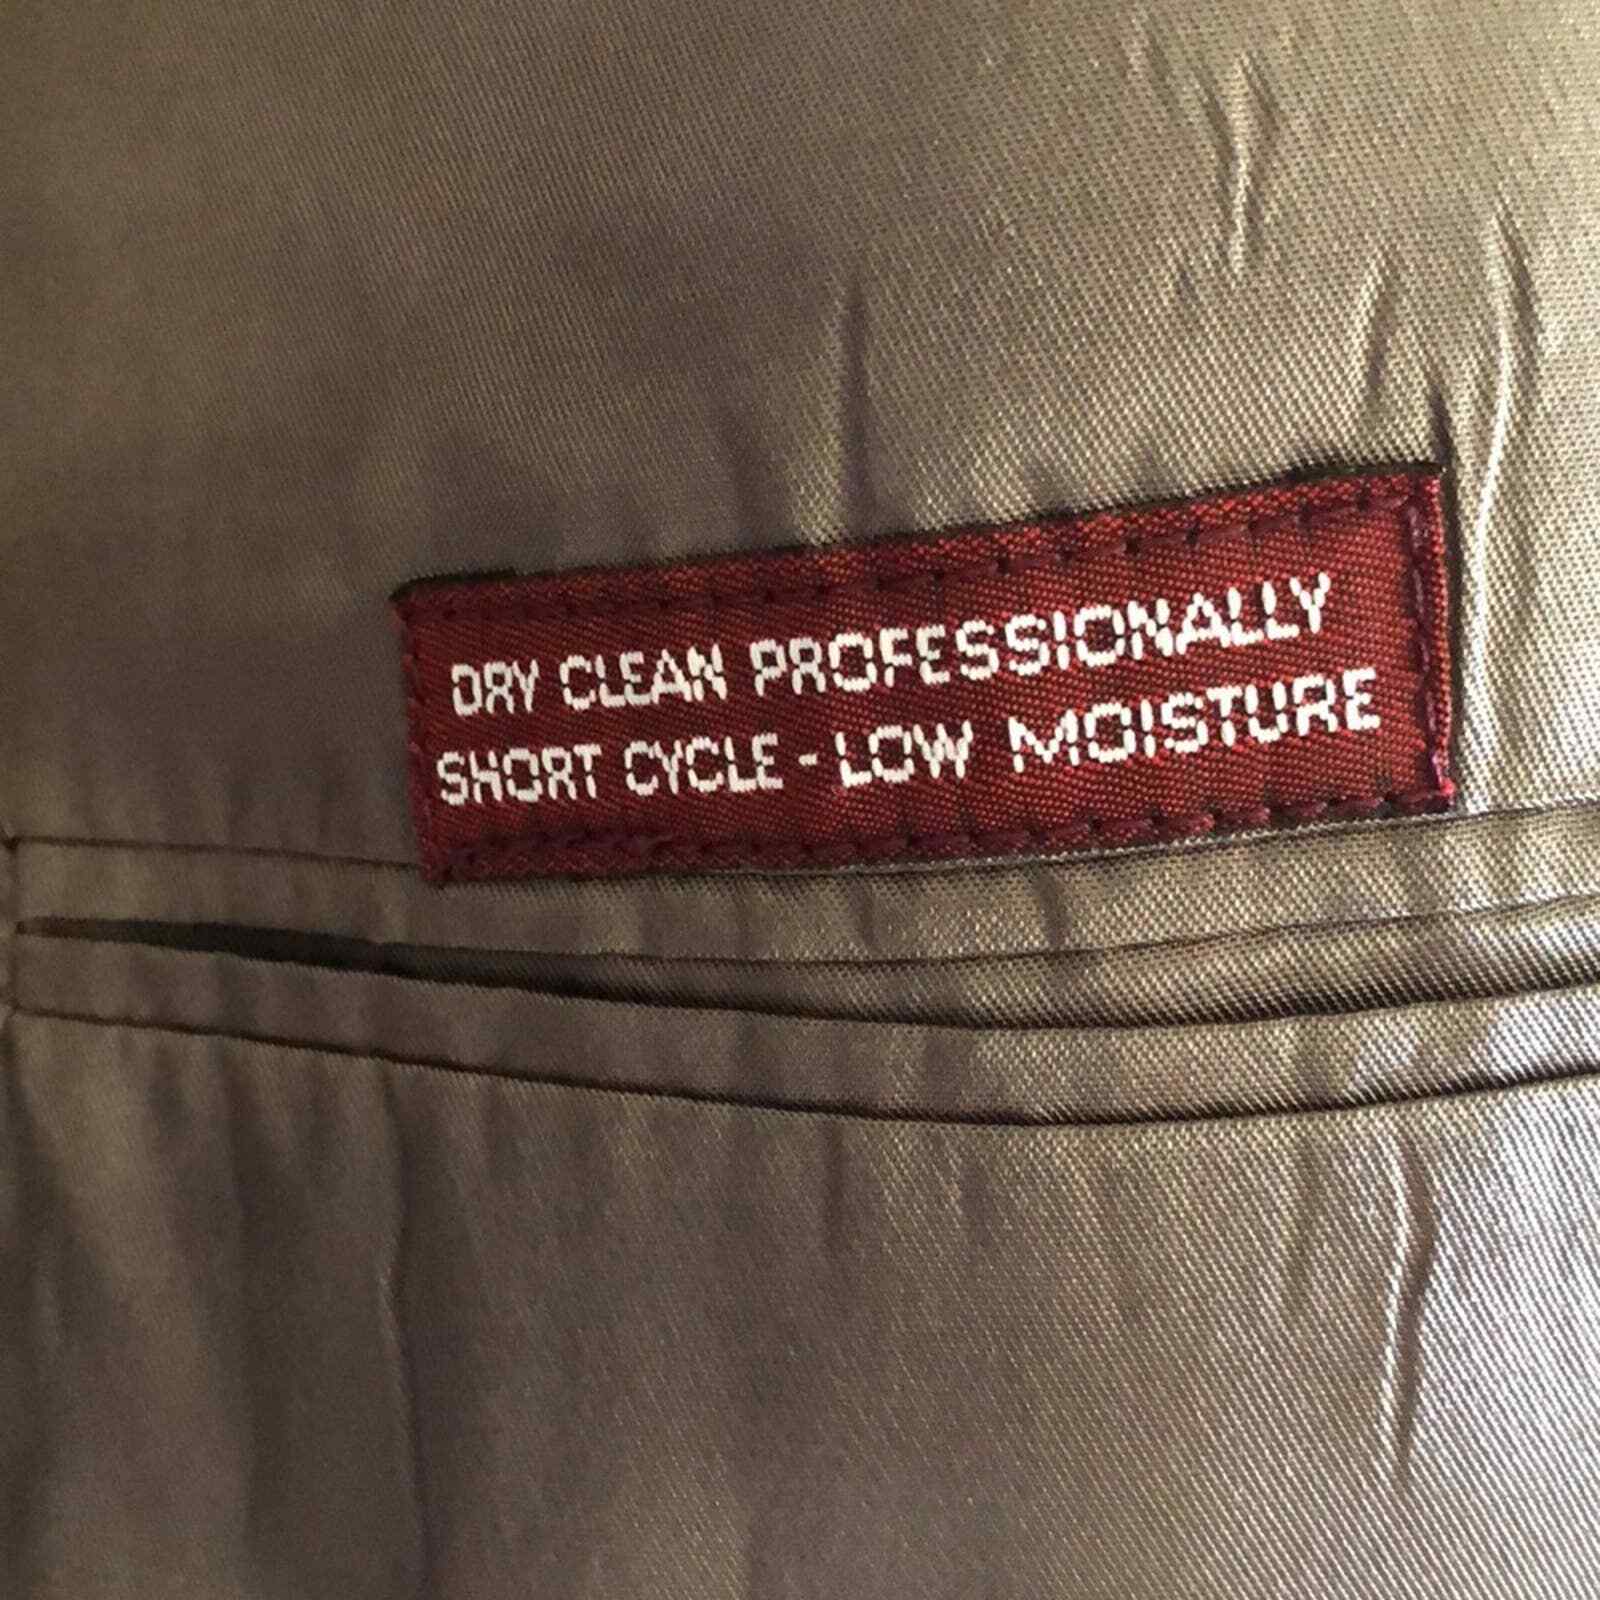 DRY CLEAN PROFESSIONALLY
SHORT CYCLE - LOW MOISTURE